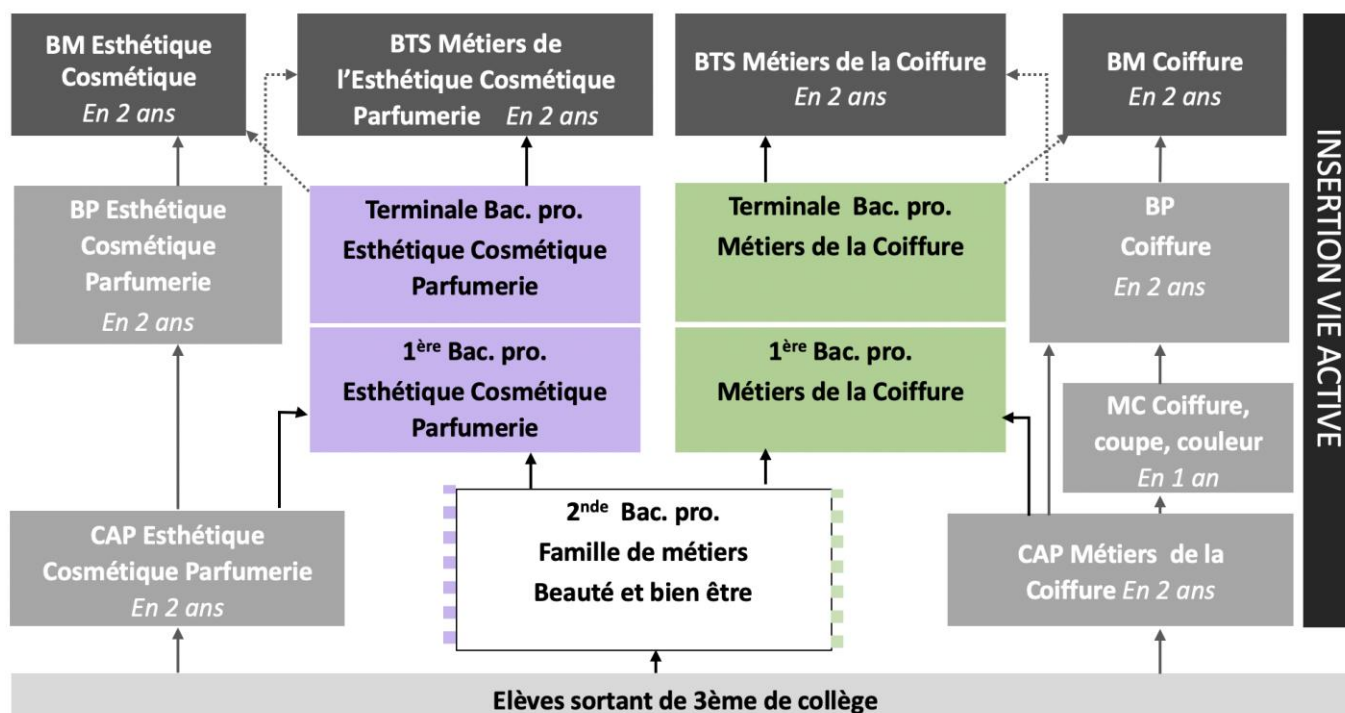 BM Esthétique
Cosmétique
En 2 ans
BTS Métiers de
l'Esthétique Cosmétique
Parfumerie En 2 ans
BTS Métiers de la Coiffure
En 2 ans
BM Coiffure
En 2 ans
INSERTION VIE ACTIVE
BP Esthétique
Cosmétique
Parfumerie
En 2 ans
Terminale Bac. pro.
Esthétique Cosmétique
Parfumerie
Terminale Bac. pro.
Métiers de la Coiffure
BP
Coiffure
En 2 ans
1ère Bac. pro.
Esthétique Cosmétique
Parfumerie
1ère Bac. pro.
Métiers de la Coiffure
MC Coiffure,
coupe, couleur
En 1 an
CAP Esthétique
Cosmétique Parfumerie
En 2 ans
2nde Bac. pro.
Famille de métiers
Beauté et bien être
CAP Métiers de la
Coiffure En 2 ans
Elèves sortant de 3ème de collège